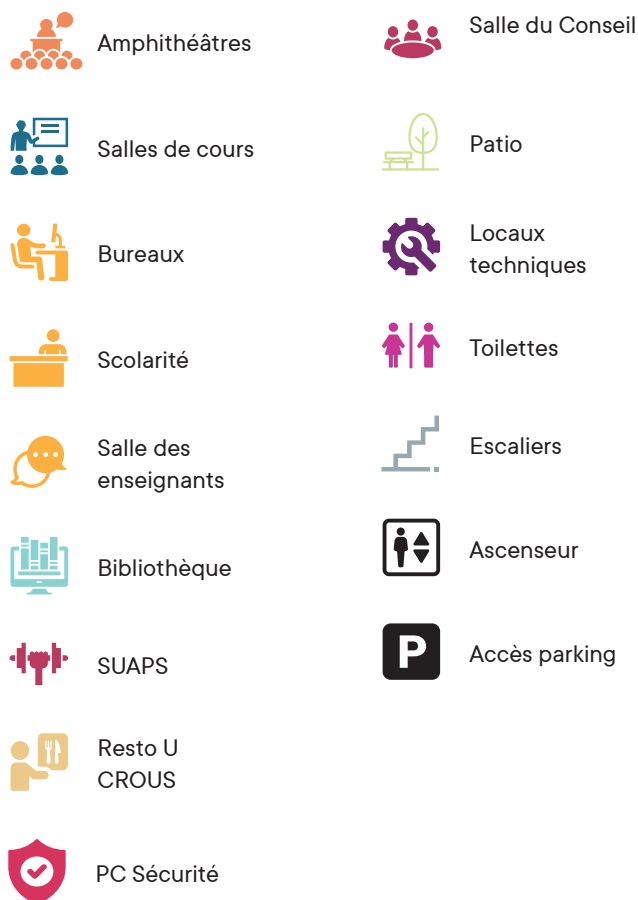 Amphithéâtres
Salles de cours
Bureaux
Scolarité
Salle des
enseignants
Bibliothèque
SUAPS
Resto U
CROUS
PC Sécurité
Salle du Conseil
Patio
Locaux
techniques
Toilettes
Escaliers
Ascenseur
P
Accès parking